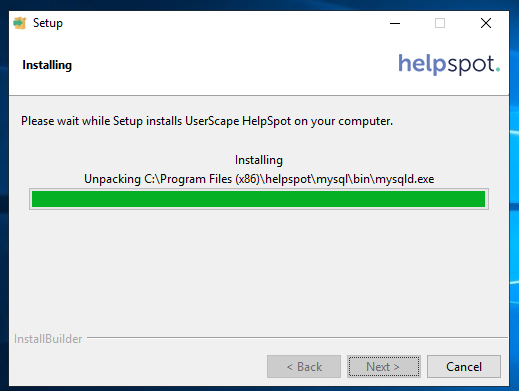 Setup
Installing
helpspot.
Please wait while Setup installs UserScape HelpSpot on your computer.
Installing
Unpacking C:\Program Files (x86)\helpspot\mysql\bin\mysqld.exe
InstallBuilder
< Back
Next >
Cancel